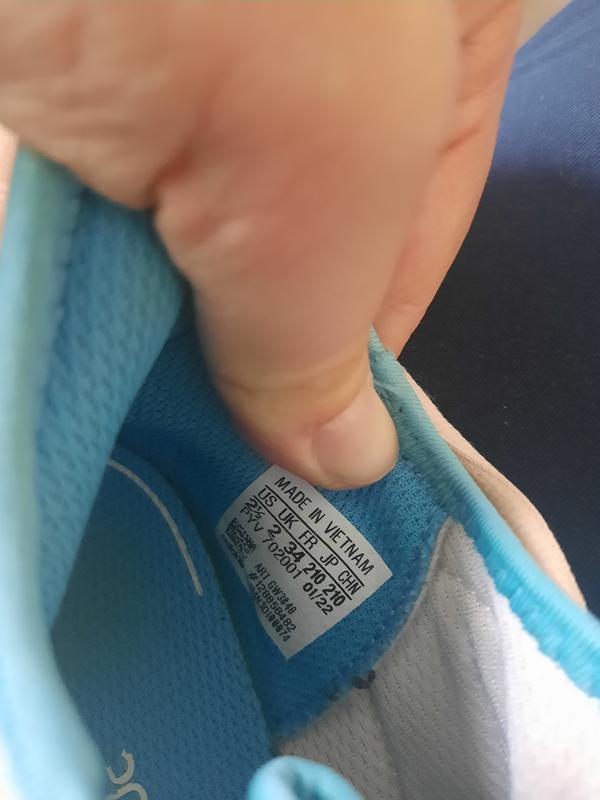 MADE IN VIETNAM
US UK FR JP CHN
2½ 2 34 210 210
PYV 702001 01/22
ART GW3840